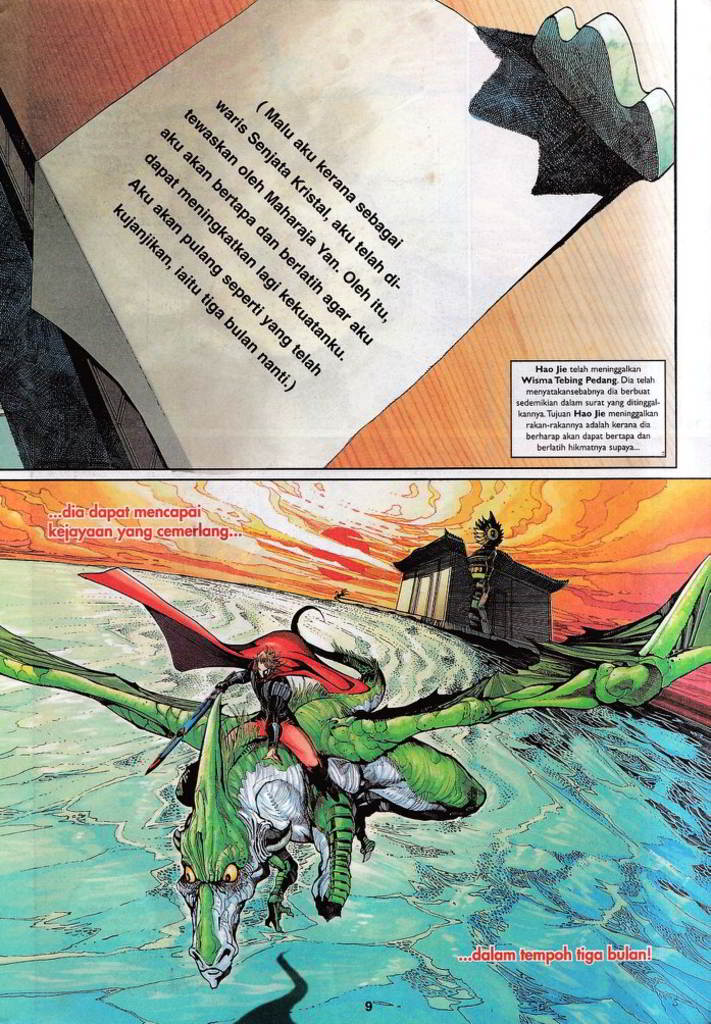 ( Malu aku kerana sebagai
waris Senjata Kristal, aku telah di-
tewaskan oleh Maharaja Yan. Oleh itu,
aku akan bertapa dan berlatih agar aku
dapat meningkatkan lagi kekuatanku.
Aku akan pulang seperti yang telah
kujanjikan, iaitu tiga bulan nanti.)
Hao Jie telah meninggalkan
Wisma Tebing Pedang. Dia telah
menyatakansebabnya dia berbuat
sedemikian dalam surat yang ditinggal-
kannya. Tujuan Hao Jie meninggalkan
rakan-rakannya adalah kerana dia
berharap akan dapat bertapa dan
berlatih hikmatnya supaya...
...dia dapat mencapai
kejayaan yang cemerlang...
...dalam tempoh tiga bulan!
9